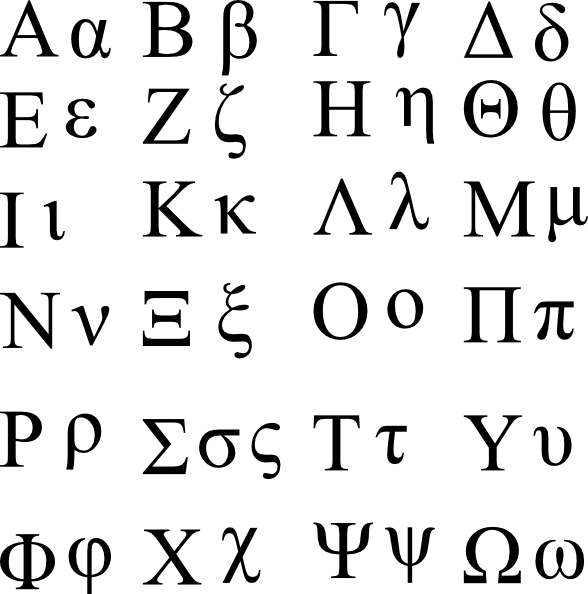 Α α Β β Γ γ Δ δ
Ε ε Ζ ζ Η η Θ θ
Ι ι Κ κ Λ λ Μ μ
Ν ν Ξ ξ Ο ο Π π
Ρ ρ Σ σ ς Τ τ Υ υ
Φ φ Χ χ Ψ ψ Ω ω